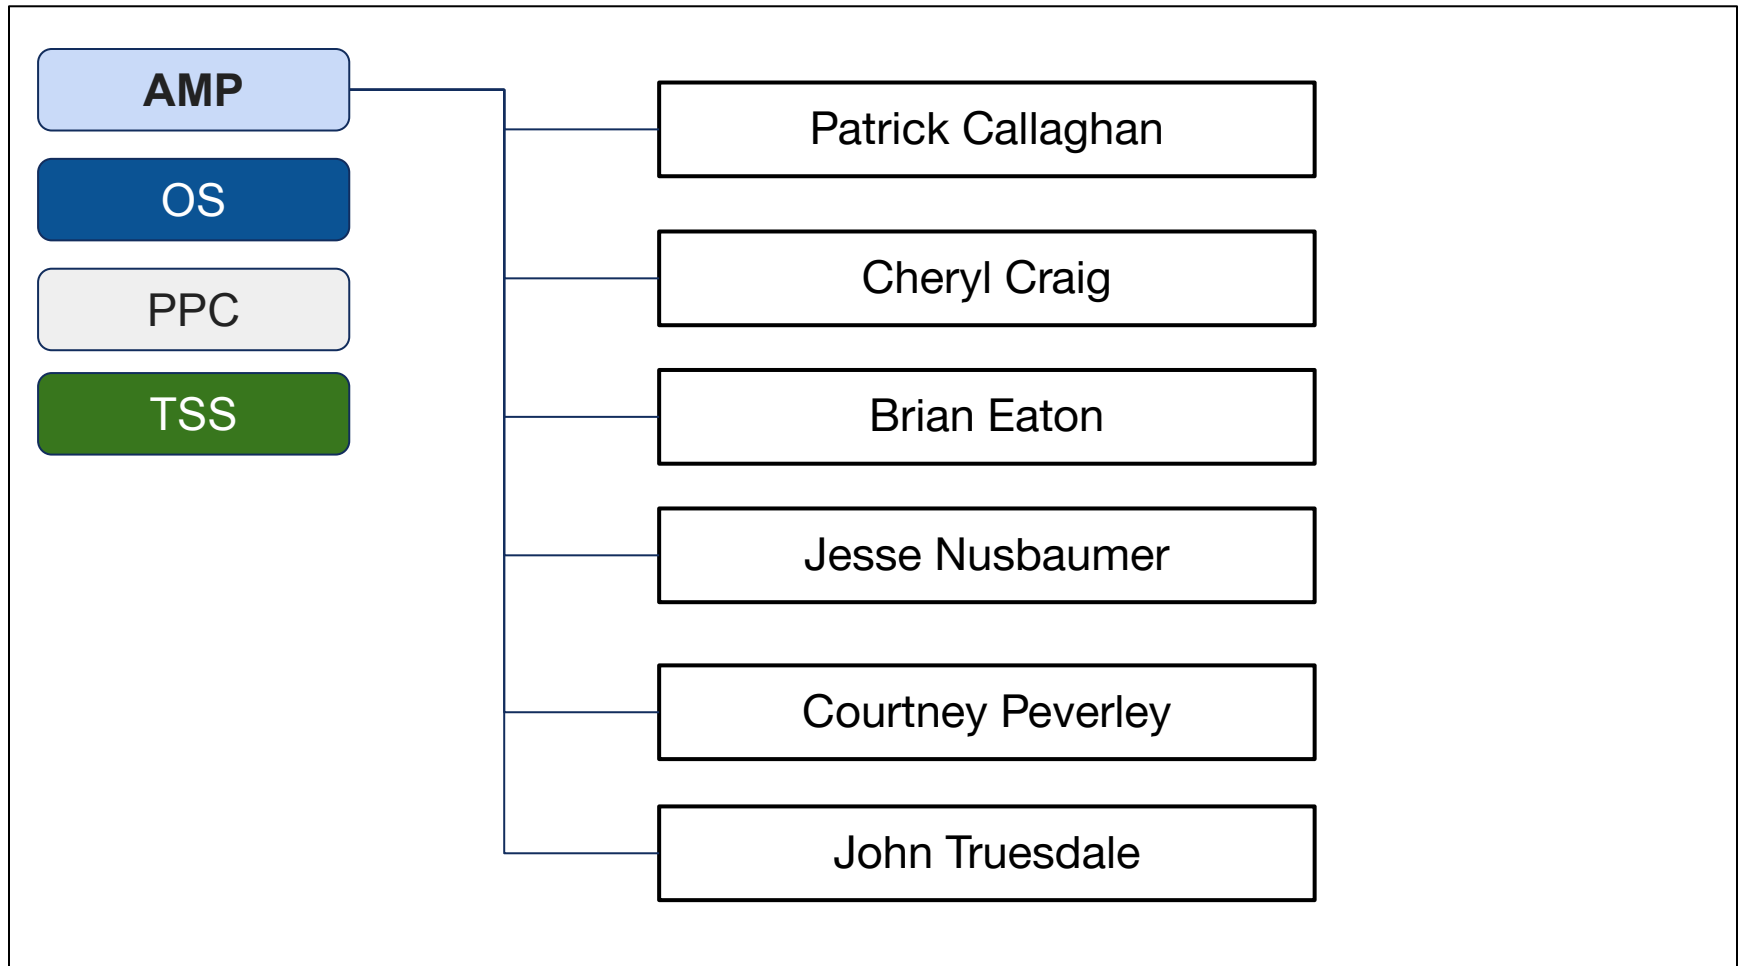 AMP
OS
PPC
TSS
Patrick Callaghan
Cheryl Craig
Brian Eaton
Jesse Nusbaumer
Courtney Peverley
John Truesdale